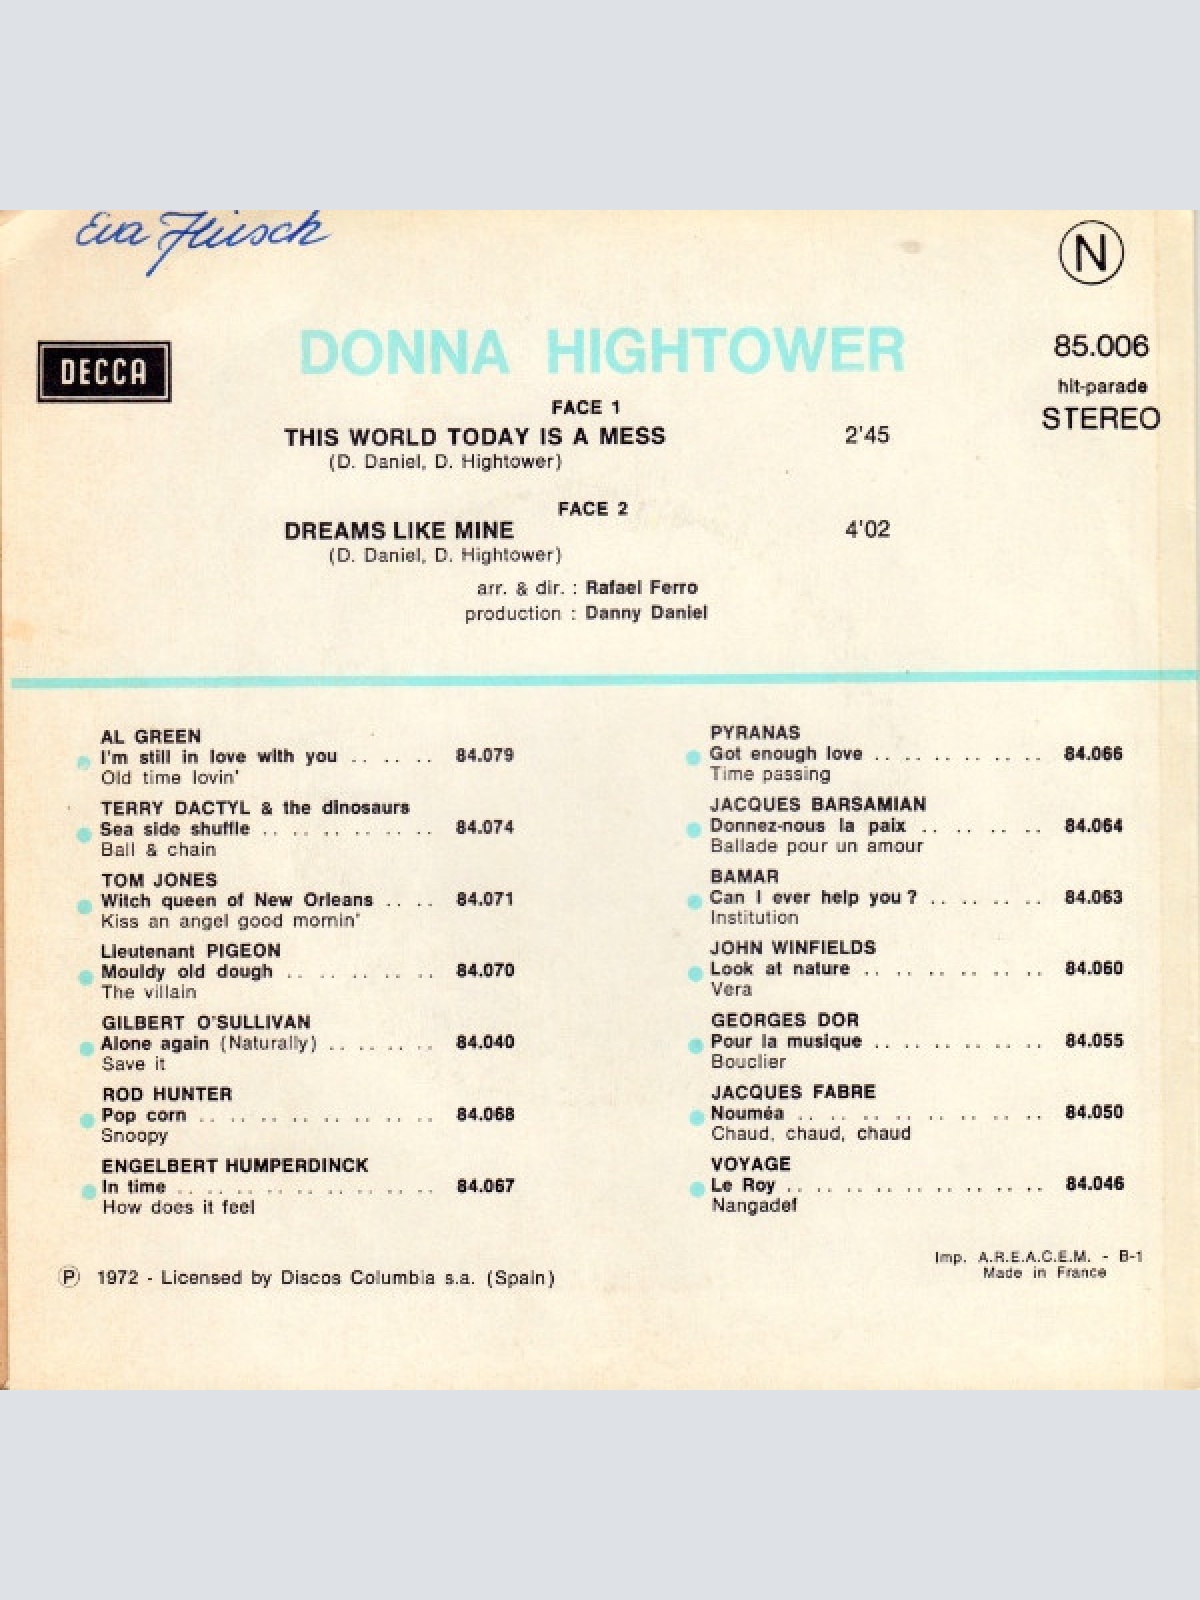 Eva
N
DECCA
DONNA HIGHTOWER
85.006
hit-parade
STEREO
FACE 1
THIS WORLD TODAY IS A MESS 2'45
(D. Daniel, D. Hightower)
FACE 2
DREAMS LIKE MINE 4'02
(D. Daniel, D. Hightower)
arr. & dir. : Rafael Ferro
production : Danny Daniel
AL GREEN
I'm still in love with you .. .. .. 84.079
Old time lovin'
TERRY DACTYL & the dinosaurs
Sea side shuffle .. .. .. .. .. .. 84.074
Ball & chain
TOM JONES
Witch queen of New Orleans .. .. 84.071
Kiss an angel good mornin'
Lieutenant PIGEON
Mouldy old dough .. .. .. .. .. 84.070
The villain
GILBERT O'SULLIVAN
Alone again (Naturally) .. .. .. .. 84.040
Save it
ROD HUNTER
Pop corn .. .. .. .. .. .. .. .. 84.068
Snoopy
ENGELBERT HUMPERDINCK
In time .. .. .. .. .. .. .. .. .. 84.067
How does it feel
PYRANAS
Got enough love .. .. .. .. .. .. 84.066
Time passing
JACQUES BARSAMIAN
Donnez-nous la paix .. .. .. .. .. 84.064
Ballade pour un amour
BAMAR
Can I ever help you ? .. .. .. .. 84.063
Institution
JOHN WINFIELDS
Look at nature .. .. .. .. .. .. 84.060
Vera
GEORGES DOR
Pour la musique .. .. .. .. .. .. 84.055
Bouclier
JACQUES FABRE
Nouméa .. .. .. .. .. .. .. .. .. 84.050
Chaud, chaud, chaud
VOYAGE
Le Roy .. .. .. .. .. .. .. .. .. 84.046
Nangadef
Ⓟ 1972 - Licensed by Discos Columbia s.a. (Spain)
Imp. A.R.E.A.C.E.M. - B-1
Made in France